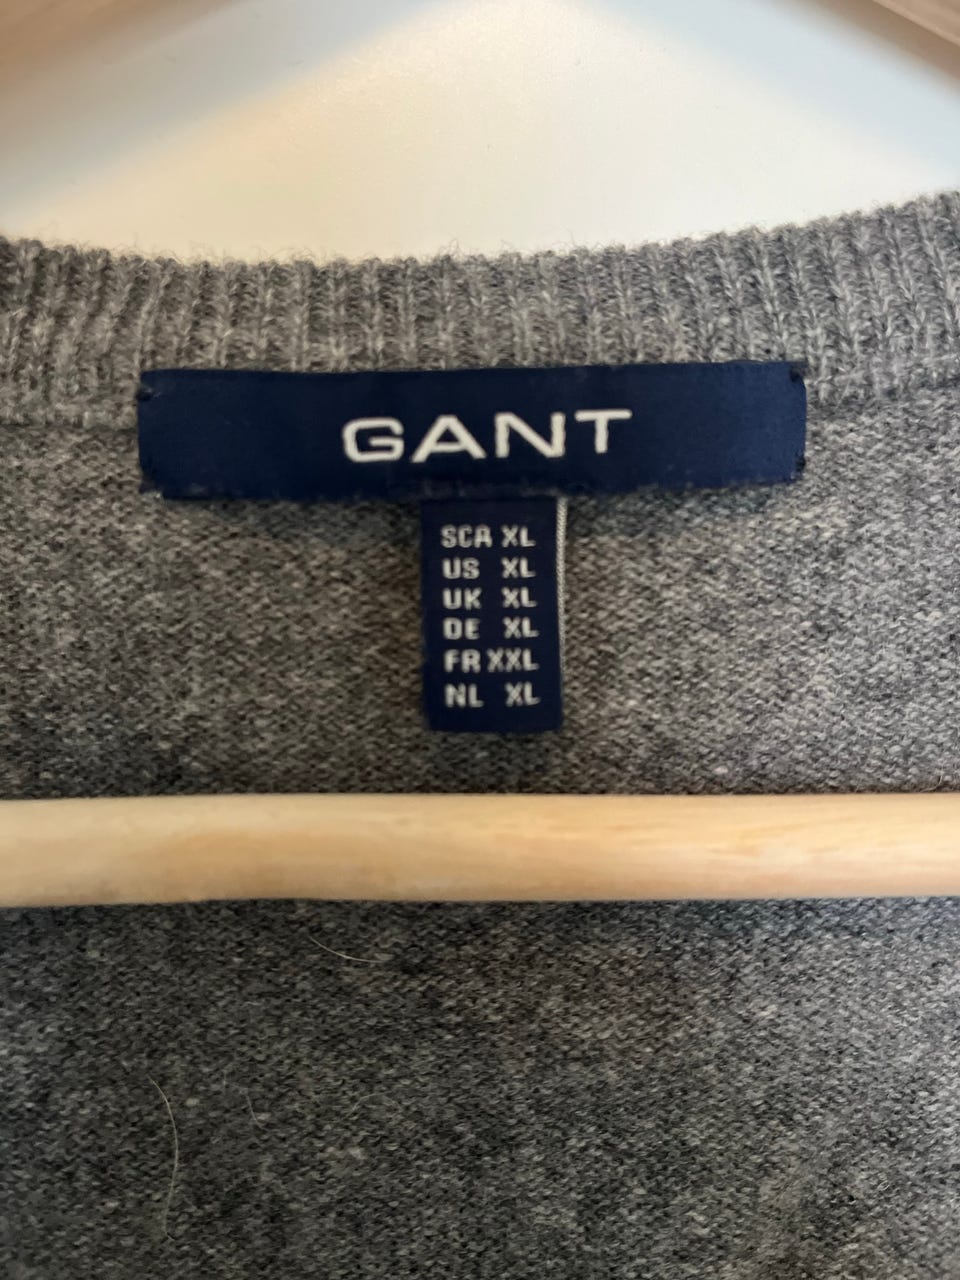 GANT
SCA XL
US XL
UK XL
DE XL
FR XXL
NL XL